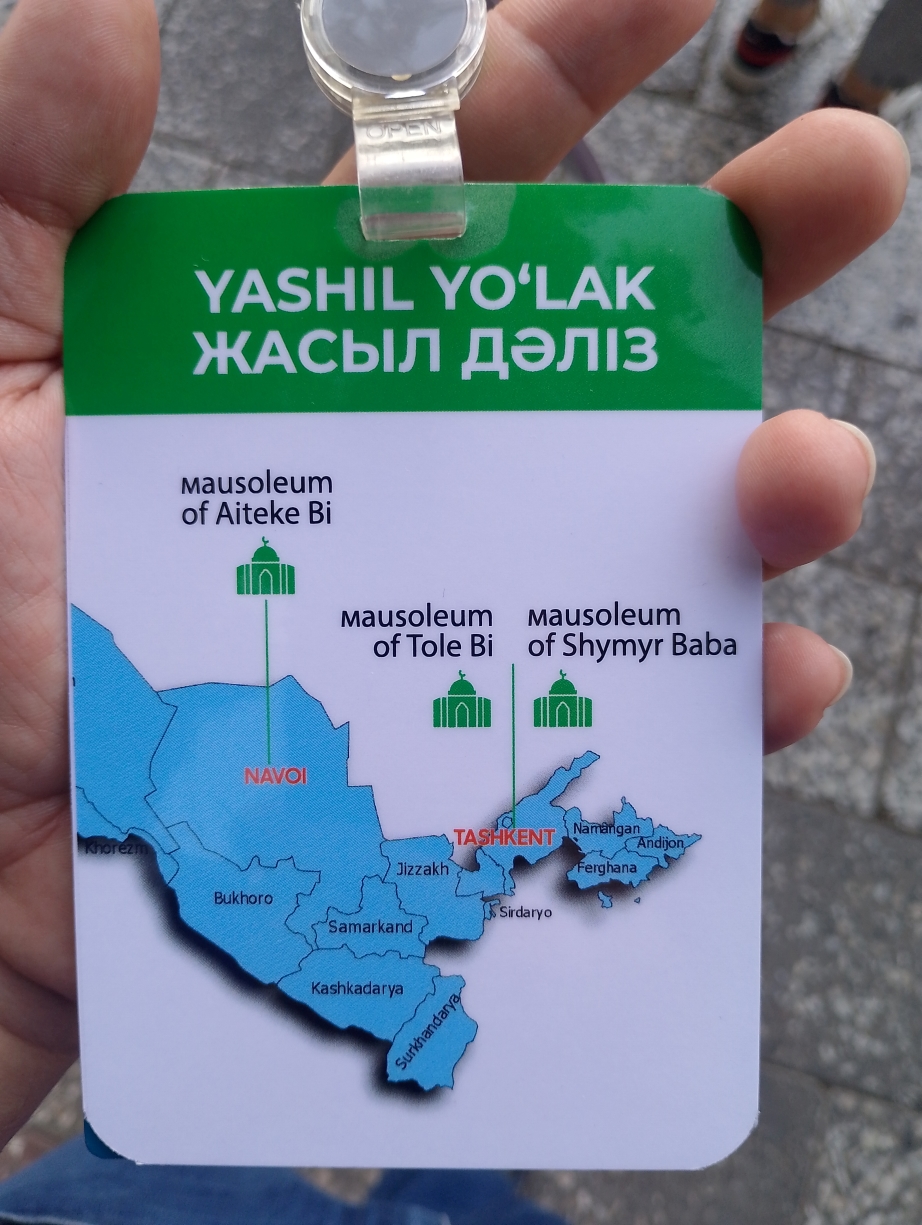 OPEN
YASHIL YO‘LAK
ЖАСЫЛ ДӘЛІЗ
мausoleum
of Aiteke Bi
мausoleum
of Tole Bi
мausoleum
of Shymyr Baba
NAVOI
TASHKENT
Namangan
Andijon
Ferghana
Khorezm
Jizzakh
Bukhoro
Sirdaryo
Samarkand
Kashkadarya
Surkhandarya